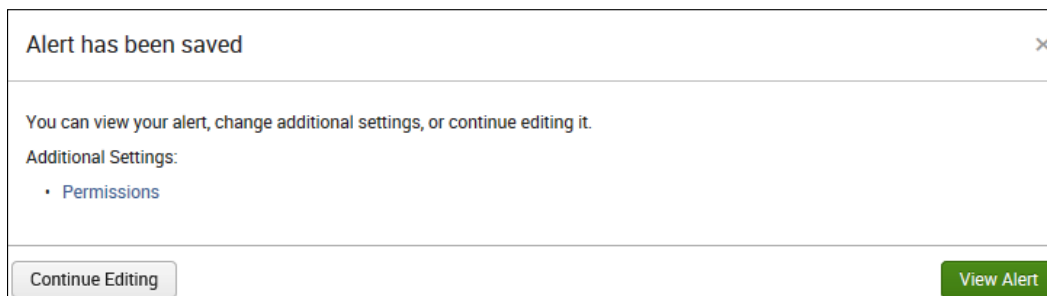 Alert has been saved
You can view your alert, change additional settings, or continue editing it.
Additional Settings:
• Permissions
Continue Editing
View Alert